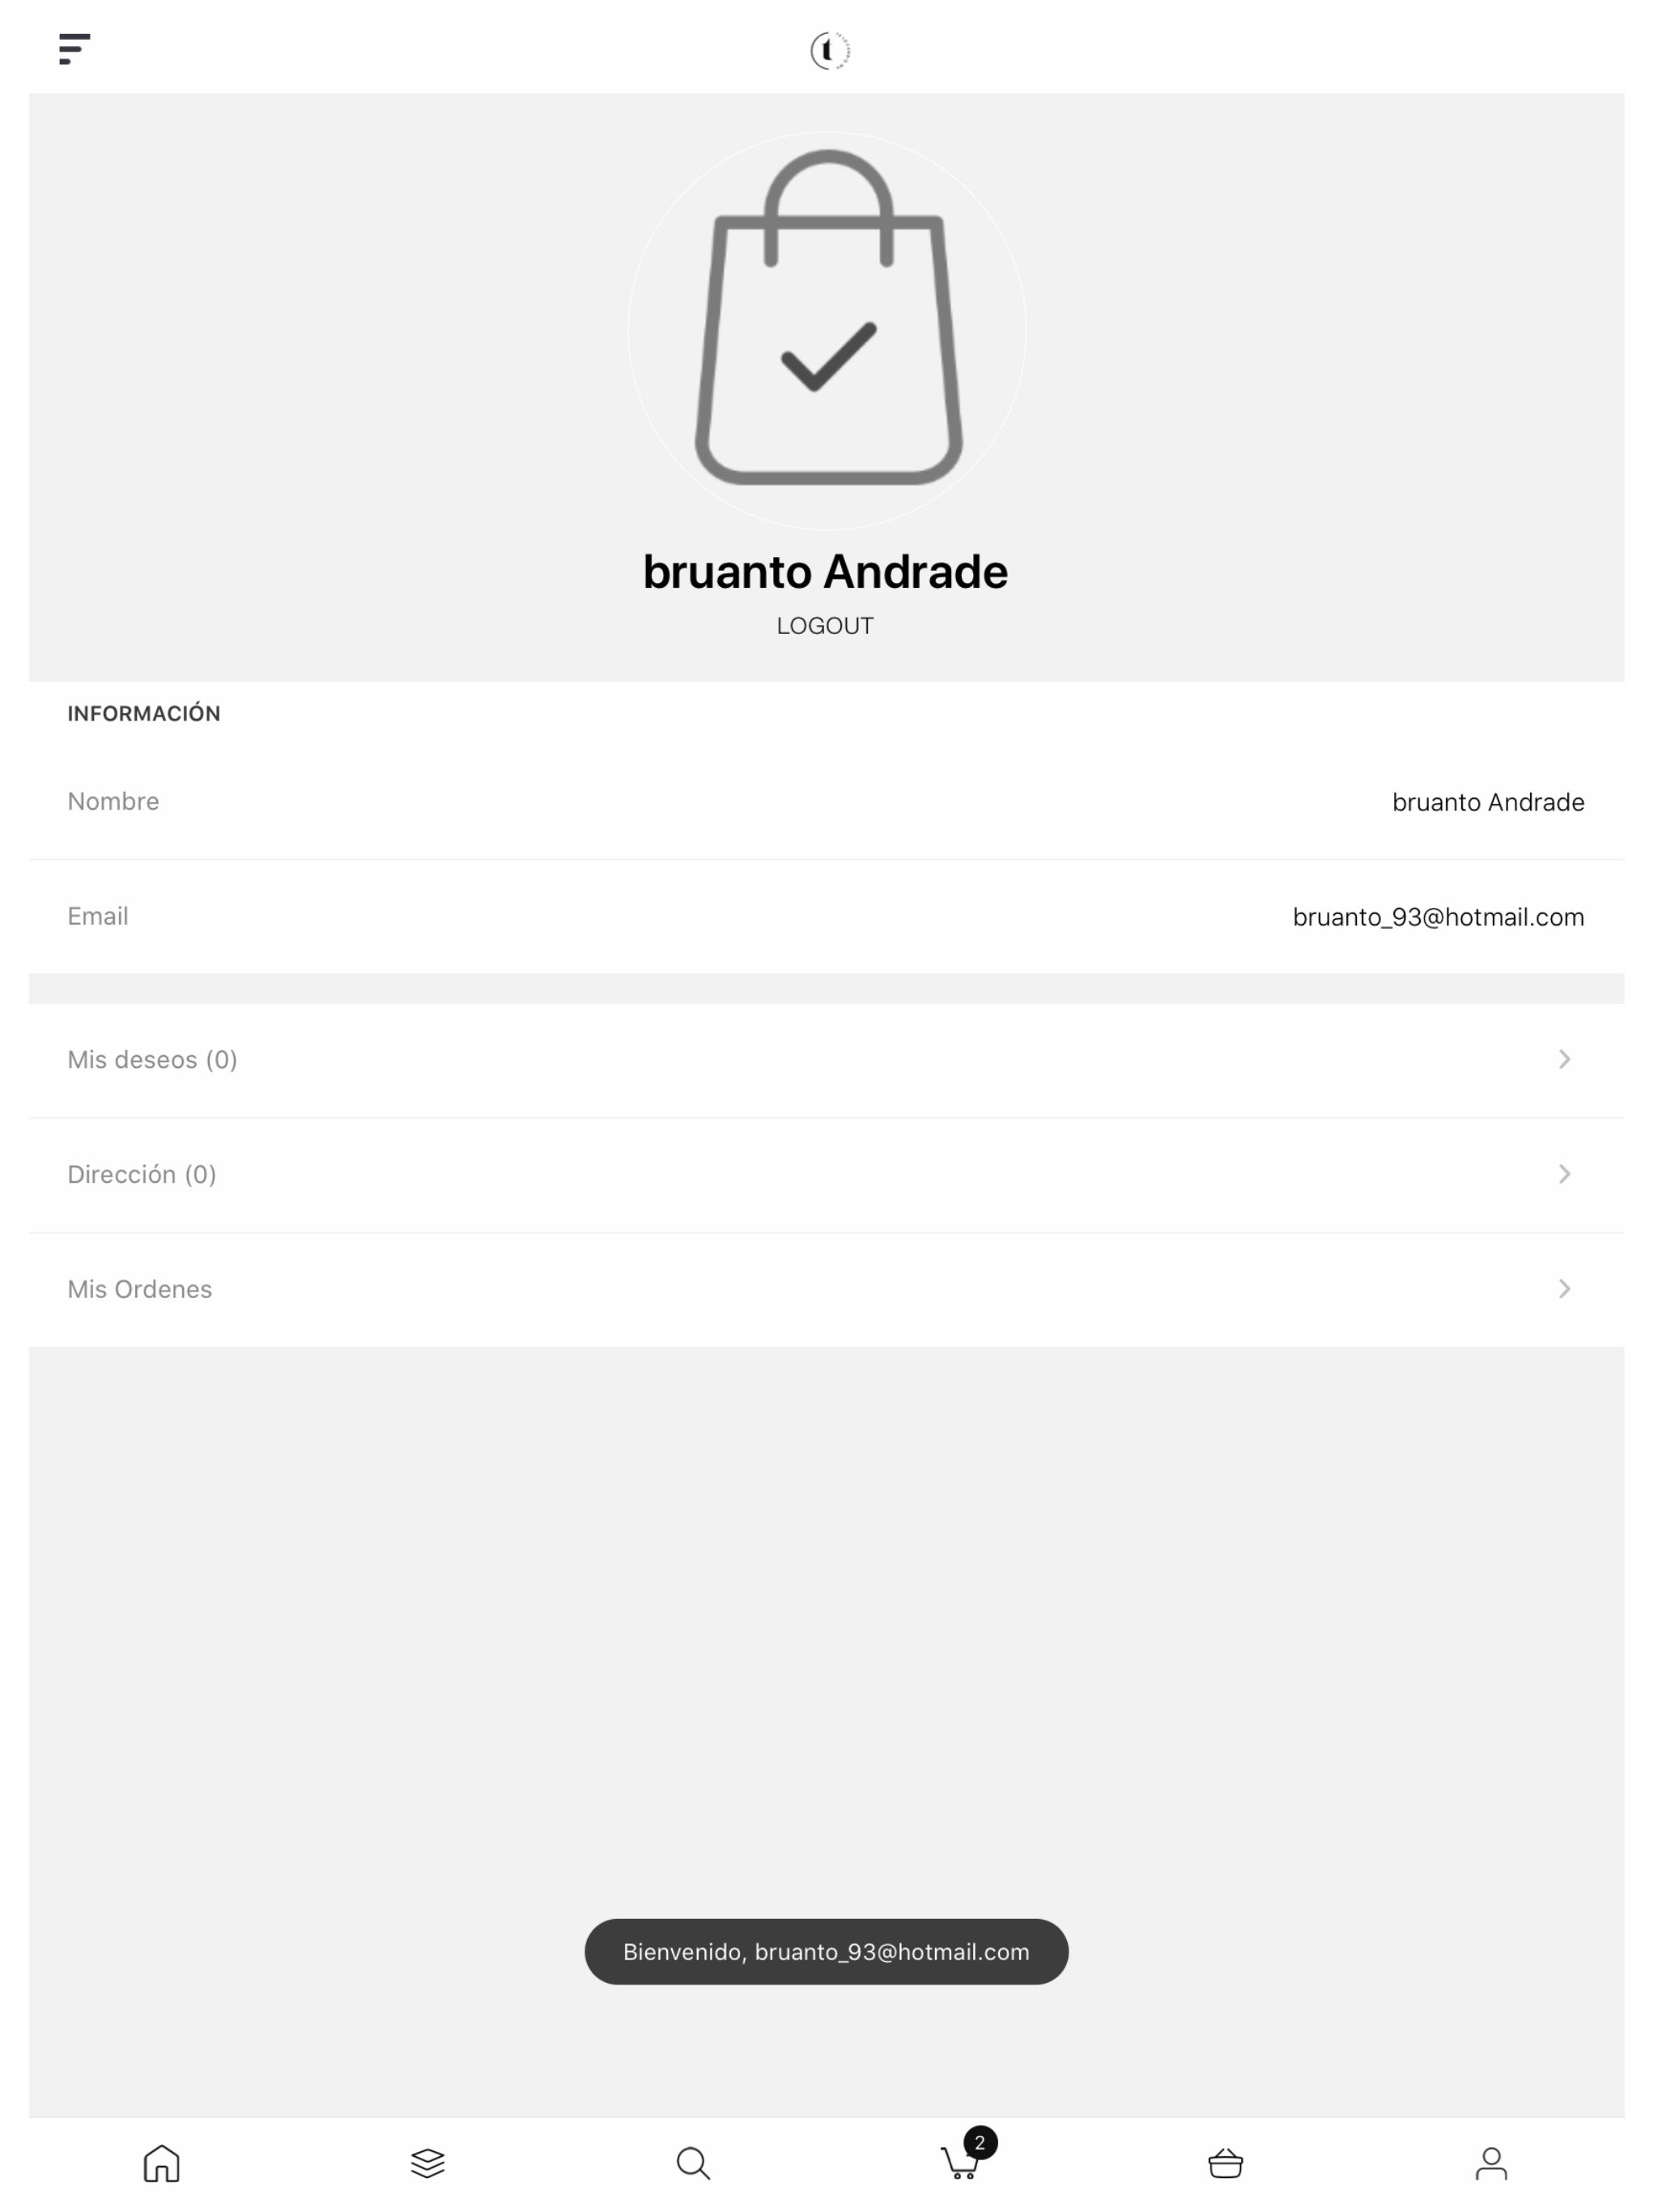 t
bruanto Andrade
LOGOUT
INFORMACIÓN
Nombre
bruanto Andrade
Email
bruanto_93@hotmail.com
Mis deseos (0)
Dirección (0)
Mis Ordenes
Bienvenido, bruanto_93@hotmail.com
2